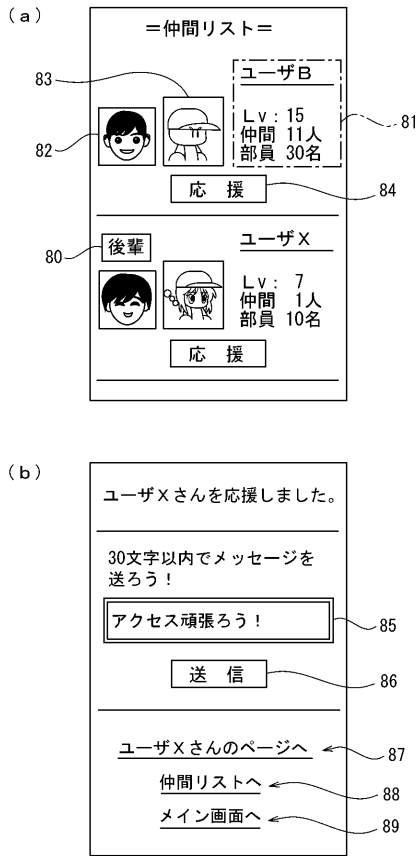 (a)
=仲間リスト=
83
ユーザB
81
Lv: 15
仲間 11人
部員 30名
82
応 援
84
80
後輩
ユーザX
Lv: 7
仲間 1人
部員 10名
応 援
(b)
ユーザXさんを応援しました。
30文字以内でメッセージを
送ろう!
アクセス頑張ろう!
85
送 信
86
ユーザXさんのページへ
87
仲間リストへ
88
メイン画面へ
89